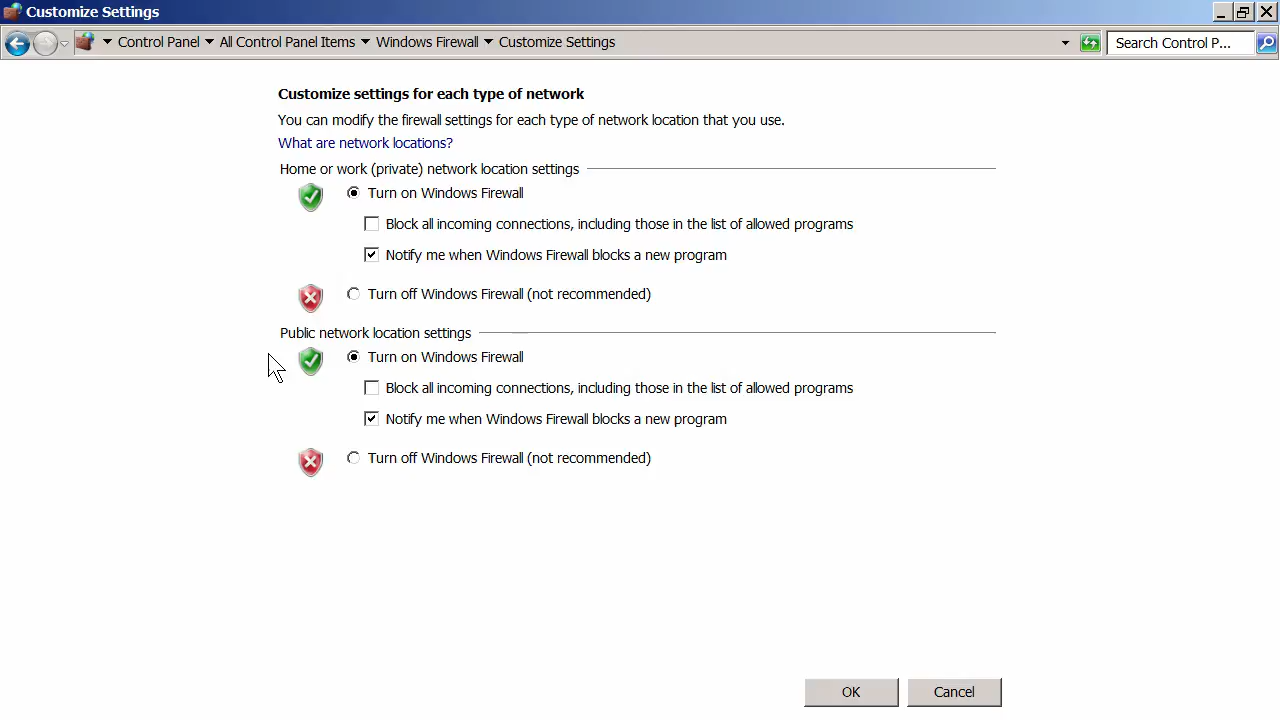 Customize Settings
Control Panel All Control Panel Items Windows Firewall Customize Settings Search Control P...
Customize settings for each type of network
You can modify the firewall settings for each type of network location that you use.
What are network locations?
Home or work (private) network location settings
Turn on Windows Firewall
Block all incoming connections, including those in the list of allowed programs
Notify me when Windows Firewall blocks a new program
Turn off Windows Firewall (not recommended)
Public network location settings
Turn on Windows Firewall
Block all incoming connections, including those in the list of allowed programs
Notify me when Windows Firewall blocks a new program
Turn off Windows Firewall (not recommended)
OK Cancel